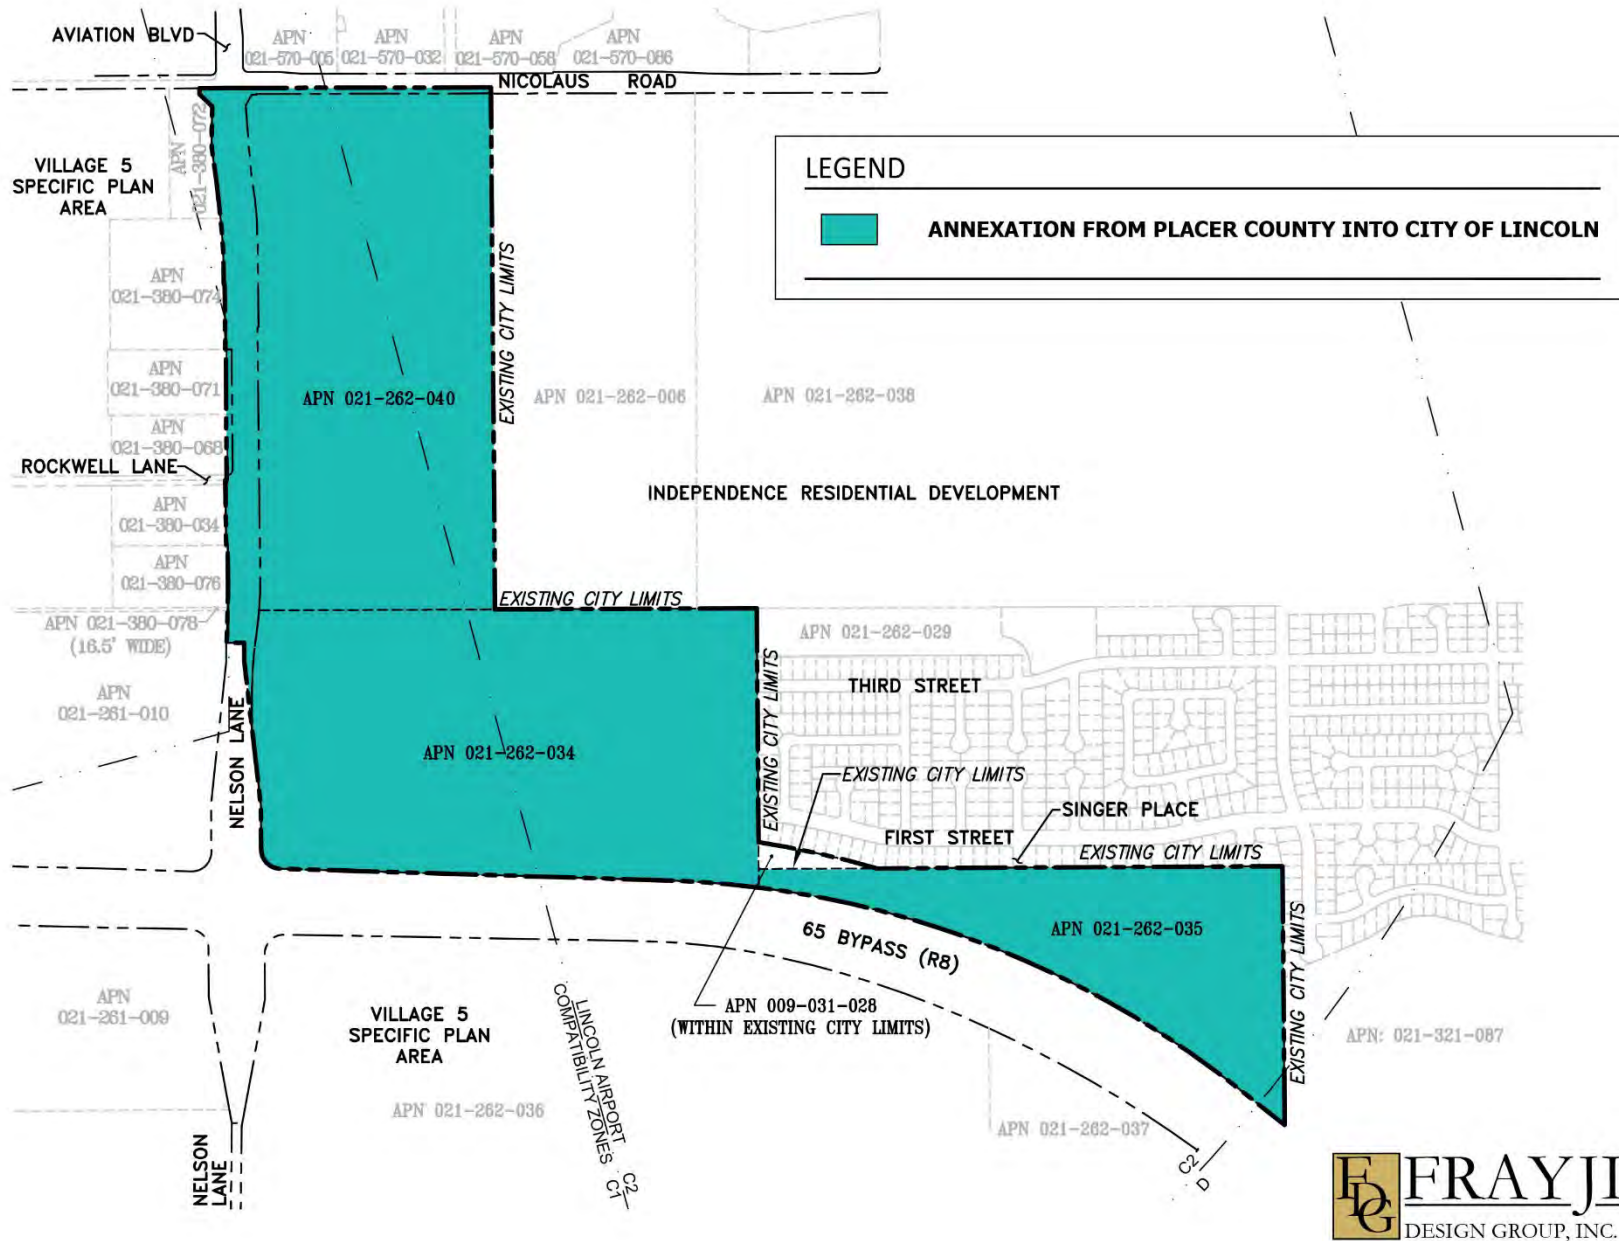 AVIATION BLVD
APN
021-570-005
APN
021-570-032
APN
021-570-058
APN
021-570-086
NICOLAUS ROAD
APN
021-380-072
VILLAGE 5
SPECIFIC PLAN
AREA
LEGEND
ANNEXATION FROM PLACER COUNTY INTO CITY OF LINCOLN
APN
021-380-074
EXISTING CITY LIMITS
APN
021-380-071
APN 021-262-040
APN 021-262-006
APN 021-262-038
APN
021-380-068
ROCKWELL LANE
INDEPENDENCE RESIDENTIAL DEVELOPMENT
APN
021-380-034
APN
021-380-076
EXISTING CITY LIMITS
APN 021-380-078
(16.5' WIDE)
APN 021-262-029
APN
021-261-010
NELSON LANE
THIRD STREET
EXISTING CITY LIMITS
APN 021-262-034
EXISTING CITY LIMITS
SINGER PLACE
FIRST STREET
EXISTING CITY LIMITS
65 BYPASS (R8)
APN 021-262-035
EXISTING CITY LIMITS
APN
021-261-009
VILLAGE 5
SPECIFIC PLAN
AREA
APN 009-031-028
(WITHIN EXISTING CITY LIMITS)
APN: 021-321-087
LINCOLN AIRPORT
COMPATIBILITY ZONES
C2
C1
APN 021-262-036
APN 021-262-037
C2
D
NELSON
LANE
FDG
FRAYJI
DESIGN GROUP, INC.